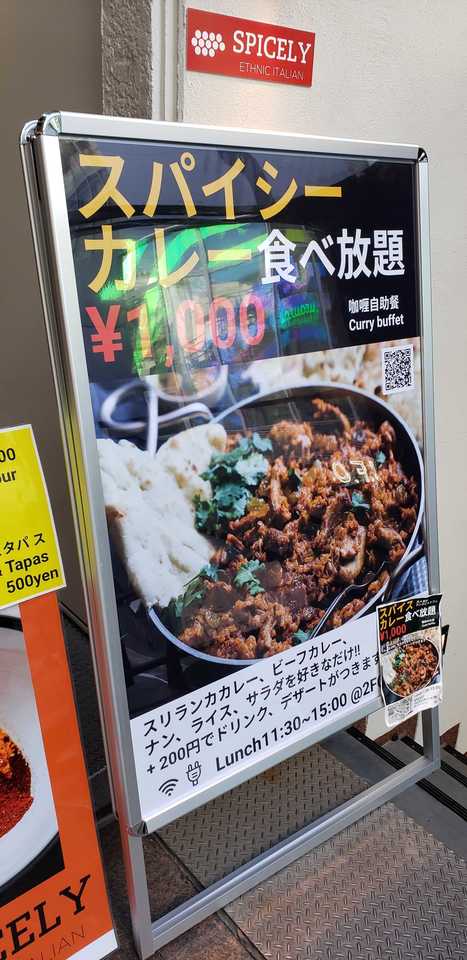 SPICELY
ETHNIC ITALIAN
スパイシー
カレー食べ放題
¥1,000
咖喱自助餐
Curry buffet
スリランカカレー、ビーフカレー、
ナン、ライス、サラダを好きなだけ!!
+200円でドリンク、デザートがつきます
Lunch11:30~15:00 @2F
00
our
タパス
Tapas
500yen
スパイス
カレー食べ放題
¥1,000
ELY
LIAN